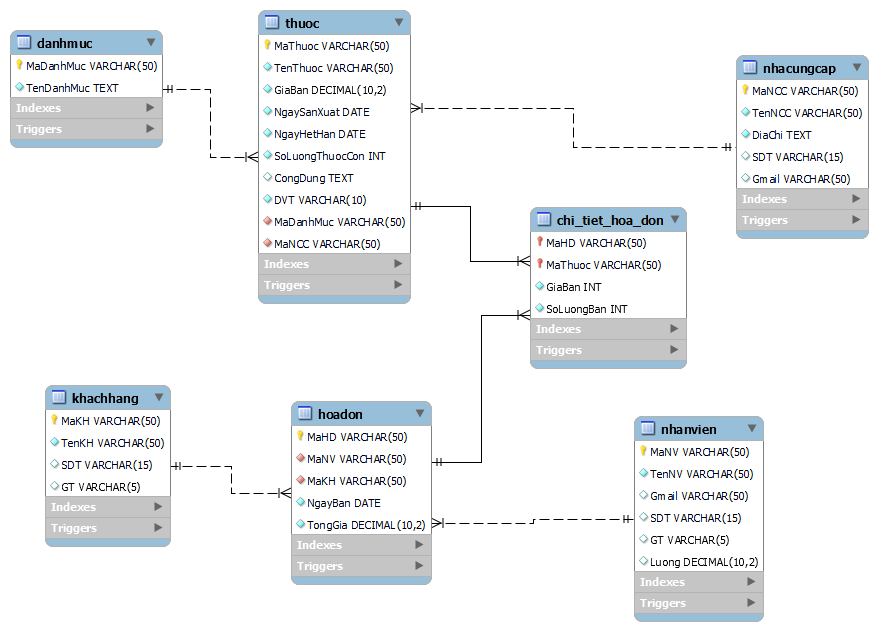 danhmuc
MaDanhMuc VARCHAR(50)
TenDanhMuc TEXT
Indexes
Triggers
thuoc
MaThuoc VARCHAR(50)
TenThuoc VARCHAR(50)
GiaBan DECIMAL(10,2)
NgaySanXuat DATE
NgayHetHan DATE
SoLuongThuocCon INT
CongDung TEXT
DVT VARCHAR(10)
MaDanhMuc VARCHAR(50)
MaNCC VARCHAR(50)
Indexes
Triggers
nhacungcap
MaNCC VARCHAR(50)
TenNCC VARCHAR(50)
DiaChi TEXT
SDT VARCHAR(15)
Gmail VARCHAR(50)
Indexes
Triggers
chi_tiet_hoa_don
MaHD VARCHAR(50)
MaThuoc VARCHAR(50)
GiaBan INT
SoLuongBan INT
Indexes
Triggers
khachhang
MaKH VARCHAR(50)
TenKH VARCHAR(50)
SDT VARCHAR(15)
GT VARCHAR(5)
Indexes
Triggers
hoadon
MaHD VARCHAR(50)
MaNV VARCHAR(50)
MaKH VARCHAR(50)
NgayBan DATE
TongGia DECIMAL(10,2)
Indexes
Triggers
nhanvien
MaNV VARCHAR(50)
TenNV VARCHAR(50)
Gmail VARCHAR(50)
SDT VARCHAR(15)
GT VARCHAR(5)
Luong DECIMAL(10,2)
Indexes
Triggers